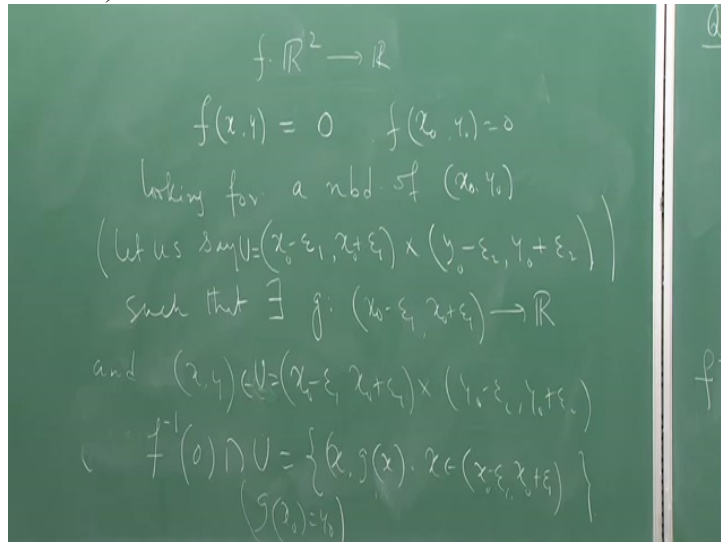 f: ℝ² → ℝ
f(x,y) = 0   f(x₀,y₀)=0
looking for a nbd. of (x₀,y₀)
(let us say U=(x₀-ε₁, x₀+ε₁) × (y₀-ε₂, y₀+ε₂))
such that ∃ g: (x₀-ε₁, x₀+ε₁) → ℝ
and (x,y) ∈ U=(x₀-ε₁, x₀+ε₁) × (y₀-ε₂, y₀+ε₂)
f⁻¹(0) ∩ U = {(x, g(x)) . x ∈ (x₀-ε₁, x₀+ε₁)}
(g(x₀)=y₀)
Q
f